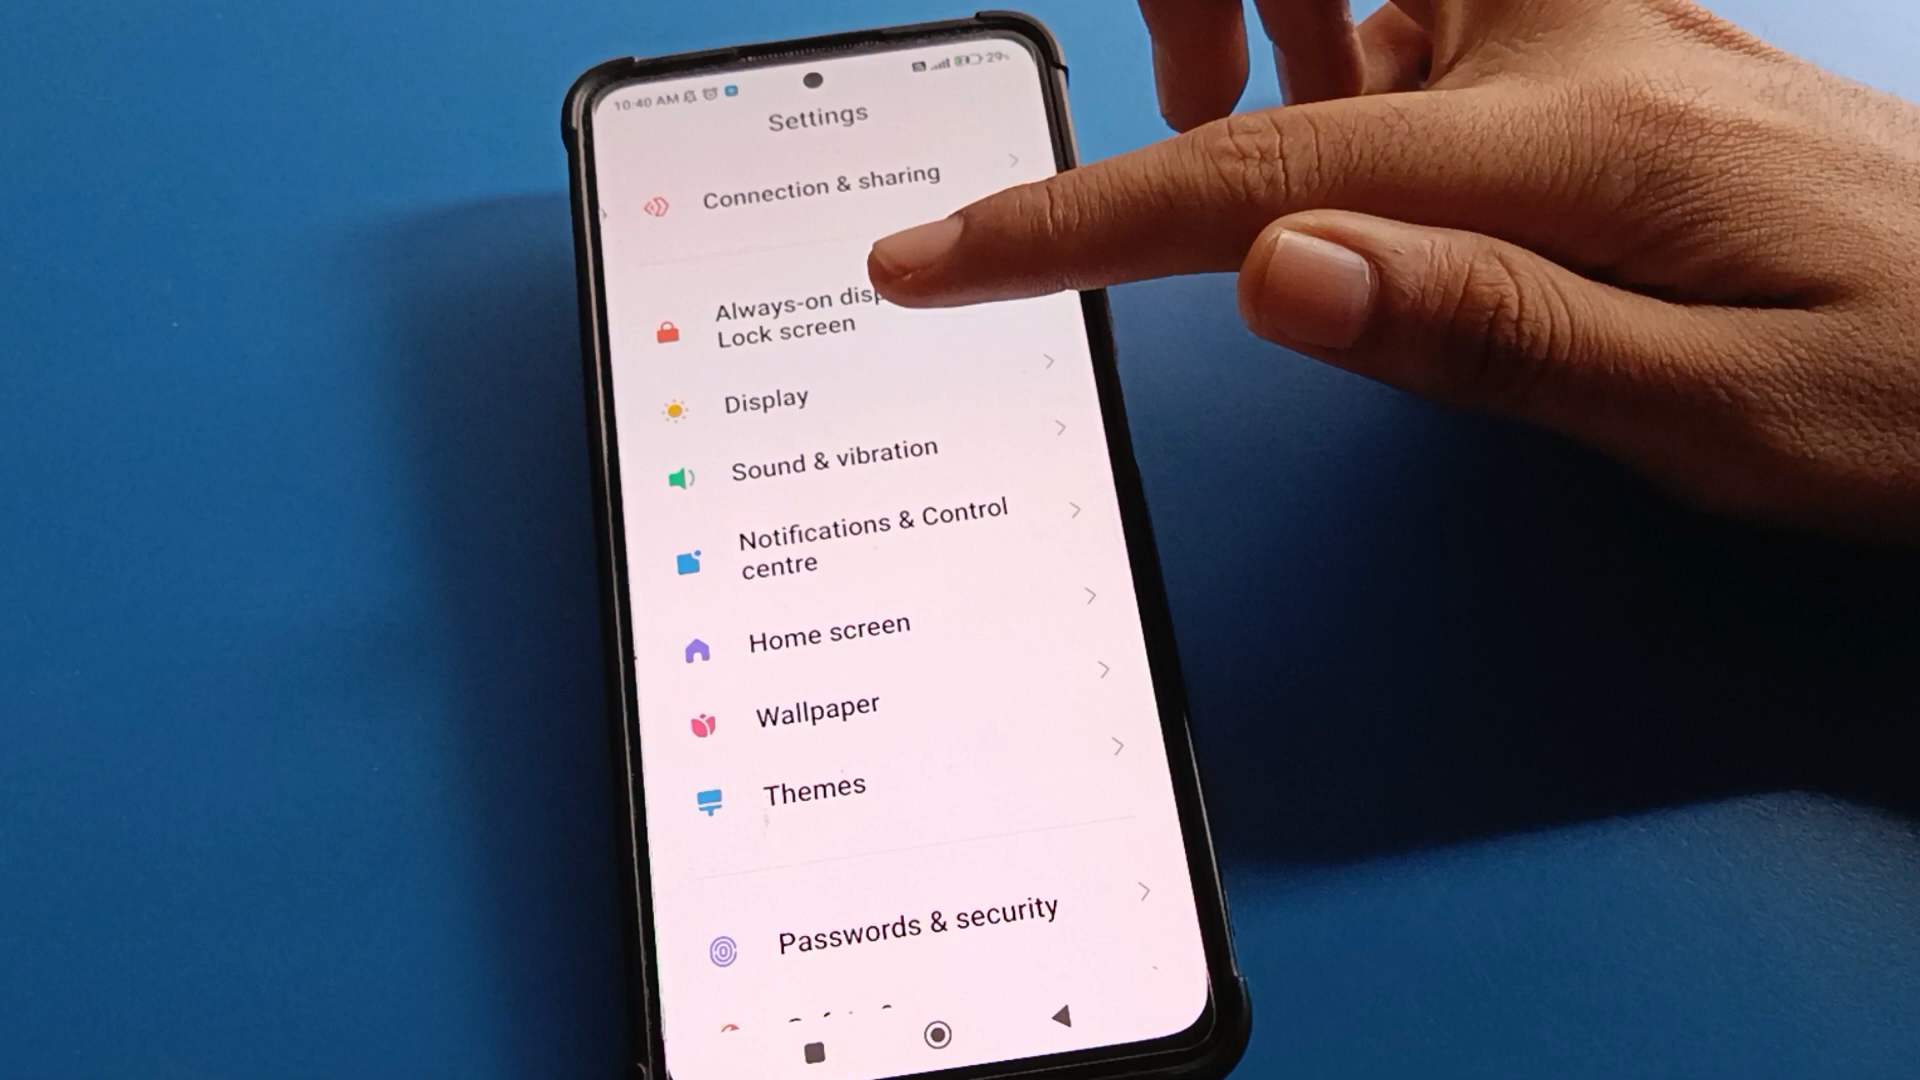 10:40 AM
29%
Settings
Connection & sharing
Always-on disp
Lock screen
Display
Sound & vibration
Notifications & Control
centre
Home screen
Wallpaper
Themes
Passwords & security